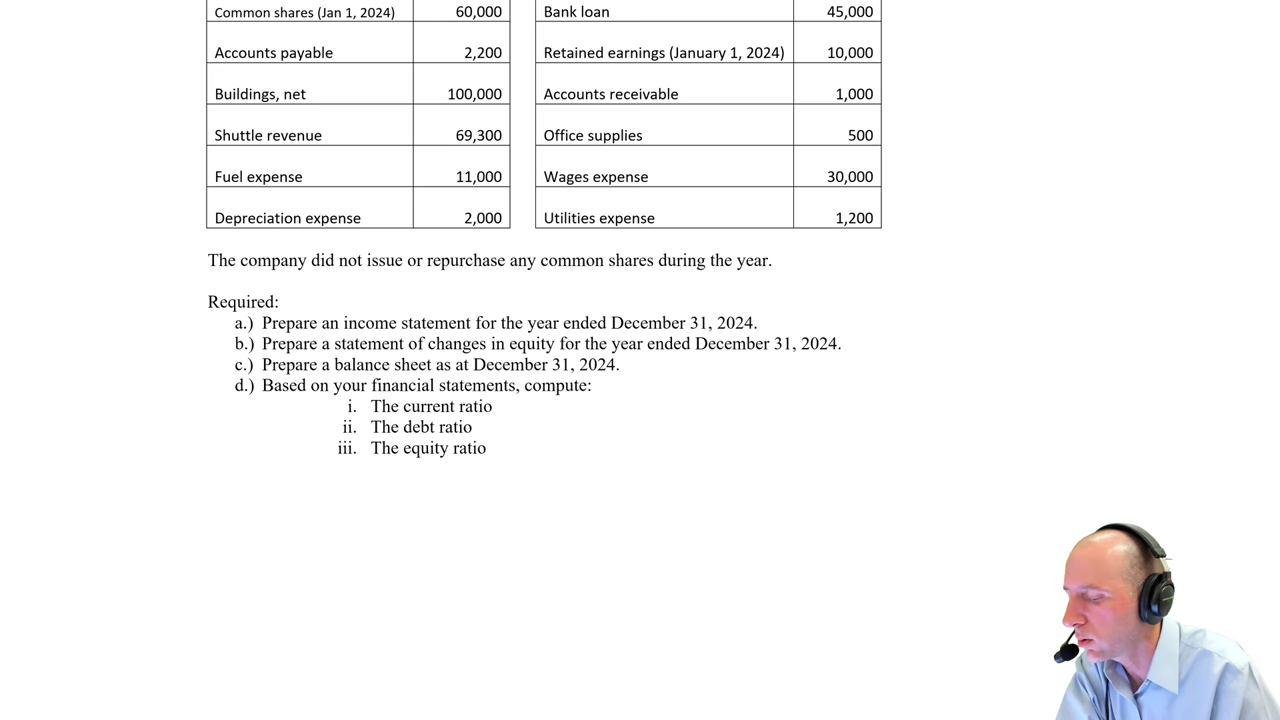 Common shares (Jan 1, 2024) 60,000 Bank loan 45,000
Accounts payable 2,200 Retained earnings (January 1, 2024) 10,000
Buildings, net 100,000 Accounts receivable 1,000
Shuttle revenue 69,300 Office supplies 500
Fuel expense 11,000 Wages expense 30,000
Depreciation expense 2,000 Utilities expense 1,200
The company did not issue or repurchase any common shares during the year.
Required:
a.) Prepare an income statement for the year ended December 31, 2024.
b.) Prepare a statement of changes in equity for the year ended December 31, 2024.
c.) Prepare a balance sheet as at December 31, 2024.
d.) Based on your financial statements, compute:
i. The current ratio
ii. The debt ratio
iii. The equity ratio